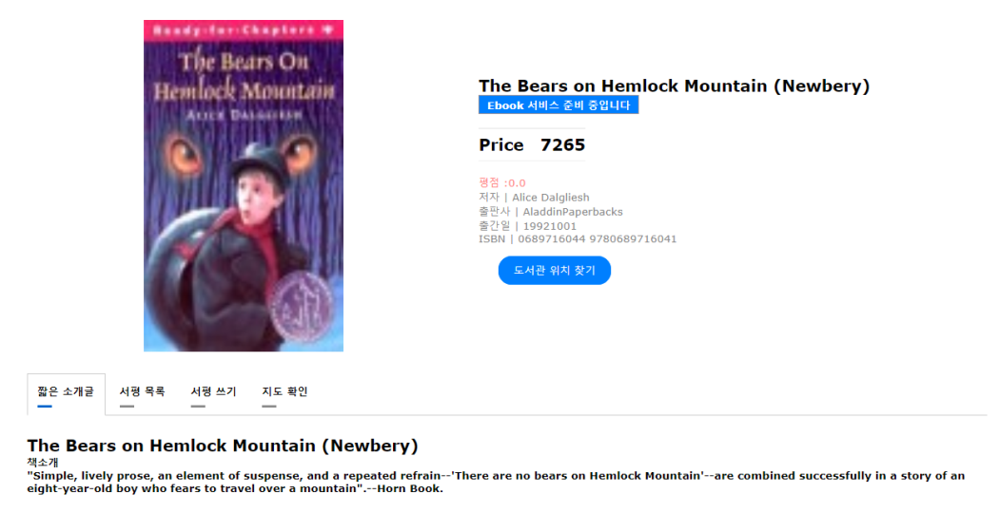 Ready-for-Chapters
The Bears On
Hemlock Mountain
ALICE DALGLIESH
The Bears on Hemlock Mountain (Newbery)
Ebook 서비스 준비 중입니다
Price 7265
평점 :0.0
저자 | Alice Dalgliesh
출판사 | AladdinPaperbacks
출간일 | 19921001
ISBN | 0689716044 9780689716041
도서관 위치 찾기
짧은 소개글 서평 목록 서평 쓰기 지도 확인
The Bears on Hemlock Mountain (Newbery)
책소개
"Simple, lively prose, an element of suspense, and a repeated refrain--'There are no bears on Hemlock Mountain'--are combined successfully in a story of an
eight-year-old boy who fears to travel over a mountain".--Horn Book.